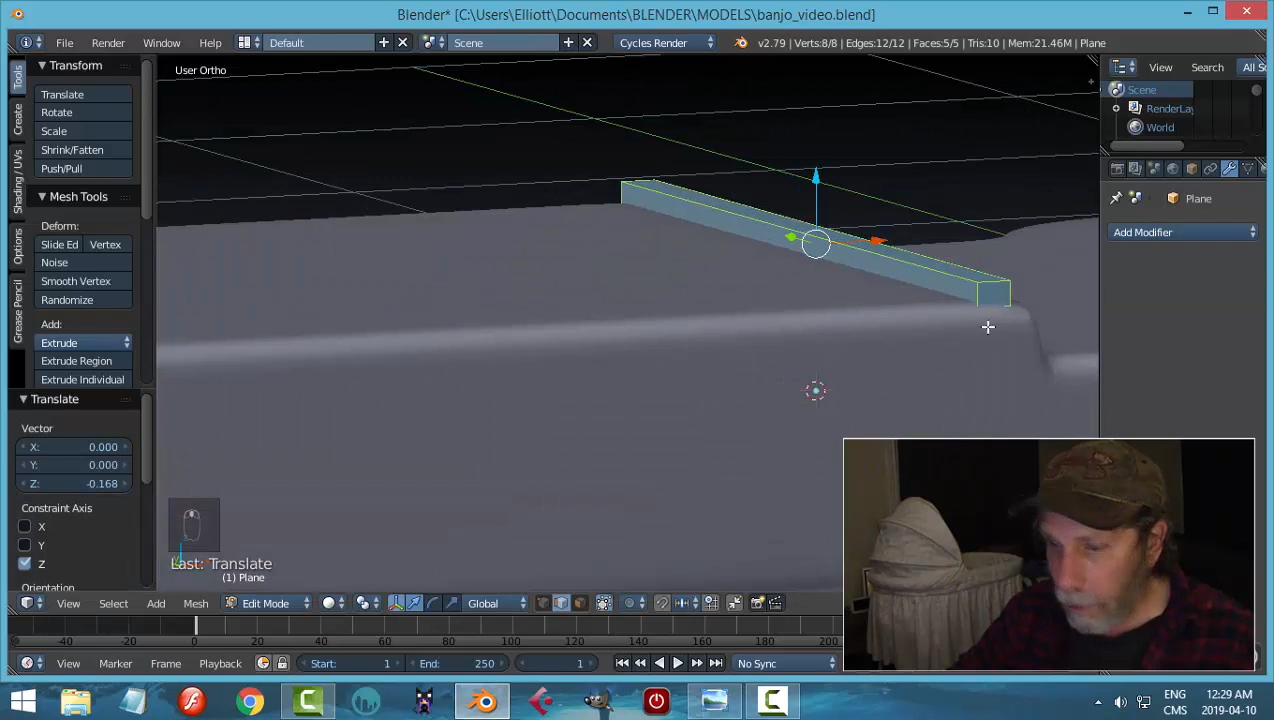 Blender* [C:\Users\Elliott\Documents\BLENDER\MODELS\banjo_video.blend]
File Render Window Help Default Scene Cycles Render v2.79 | Verts:8/8 | Edges:12/12 | Faces:5/5 | Tris:10 | Mem:21.46M | Plane
Tools
Create
Shading / UVs
Options
Grease Pencil
Transform
Translate
Rotate
Scale
Shrink/Fatten
Push/Pull
Mesh Tools
Deform:
Slide Ed Vertex
Noise
Smooth Vertex
Randomize
Add:
Extrude
Extrude Region
Extrude Individual
Translate
Vector
X: 0.000
Y: 0.000
Z: -0.168
Constraint Axis
X
Y
Z
Orientation
User Ortho
Last: Translate
(1) Plane
View Search All Sc
Scene
RenderLay
World
Plane
Add Modifier
View Select Add Mesh Edit Mode Global
-40 -20 0 20 40 60 80 100 120 140 160 180 200
View Marker Frame Playback Start: 1 End: 250 1 No Sync
ENG 12:29 AM
CMS 2019-04-10